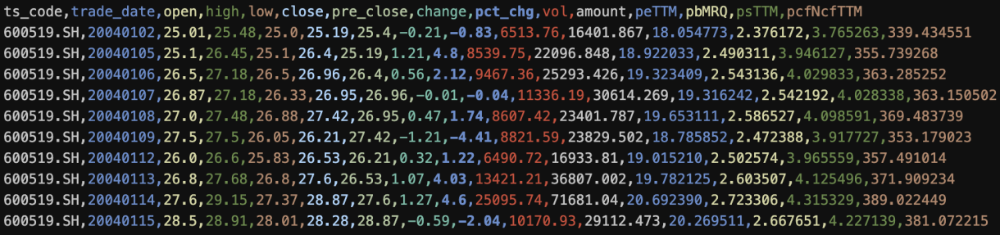 ts_code,trade_date,open,high,low,close,pre_close,change,pct_chg,vol,amount,peTTM,pbMRQ,psTTM,pcfNcfTTM
600519.SH,20040102,25.01,25.48,25.0,25.19,25.4,-0.21,-0.83,6513.76,16401.867,18.054773,2.376172,3.765263,339.434551
600519.SH,20040105,25.1,26.45,25.1,26.4,25.19,1.21,4.8,8539.75,22096.848,18.922033,2.490311,3.946127,355.739268
600519.SH,20040106,26.5,27.18,26.5,26.96,26.4,0.56,2.12,9467.36,25293.426,19.323409,2.543136,4.029833,363.285252
600519.SH,20040107,26.87,27.18,26.33,26.95,26.96,-0.01,-0.04,11336.19,30614.269,19.316242,2.542192,4.028338,363.150502
600519.SH,20040108,27.0,27.48,26.88,27.42,26.95,0.47,1.74,8607.42,23401.787,19.653111,2.586527,4.098591,369.483739
600519.SH,20040109,27.5,27.5,26.05,26.21,27.42,-1.21,-4.41,8821.59,23829.502,18.785852,2.472388,3.917727,353.179023
600519.SH,20040112,26.0,26.6,25.83,26.53,26.21,0.32,1.22,6490.72,16933.81,19.015210,2.502574,3.965559,357.491014
600519.SH,20040113,26.8,27.68,26.8,27.6,26.53,1.07,4.03,13421.21,36807.002,19.782125,2.603507,4.125496,371.909234
600519.SH,20040114,27.6,29.15,27.37,28.87,27.6,1.27,4.6,25095.74,71681.04,20.692390,2.723306,4.315329,389.022449
600519.SH,20040115,28.5,28.91,28.01,28.28,28.87,-0.59,-2.04,10170.93,29112.473,20.269511,2.667651,4.227139,381.072215